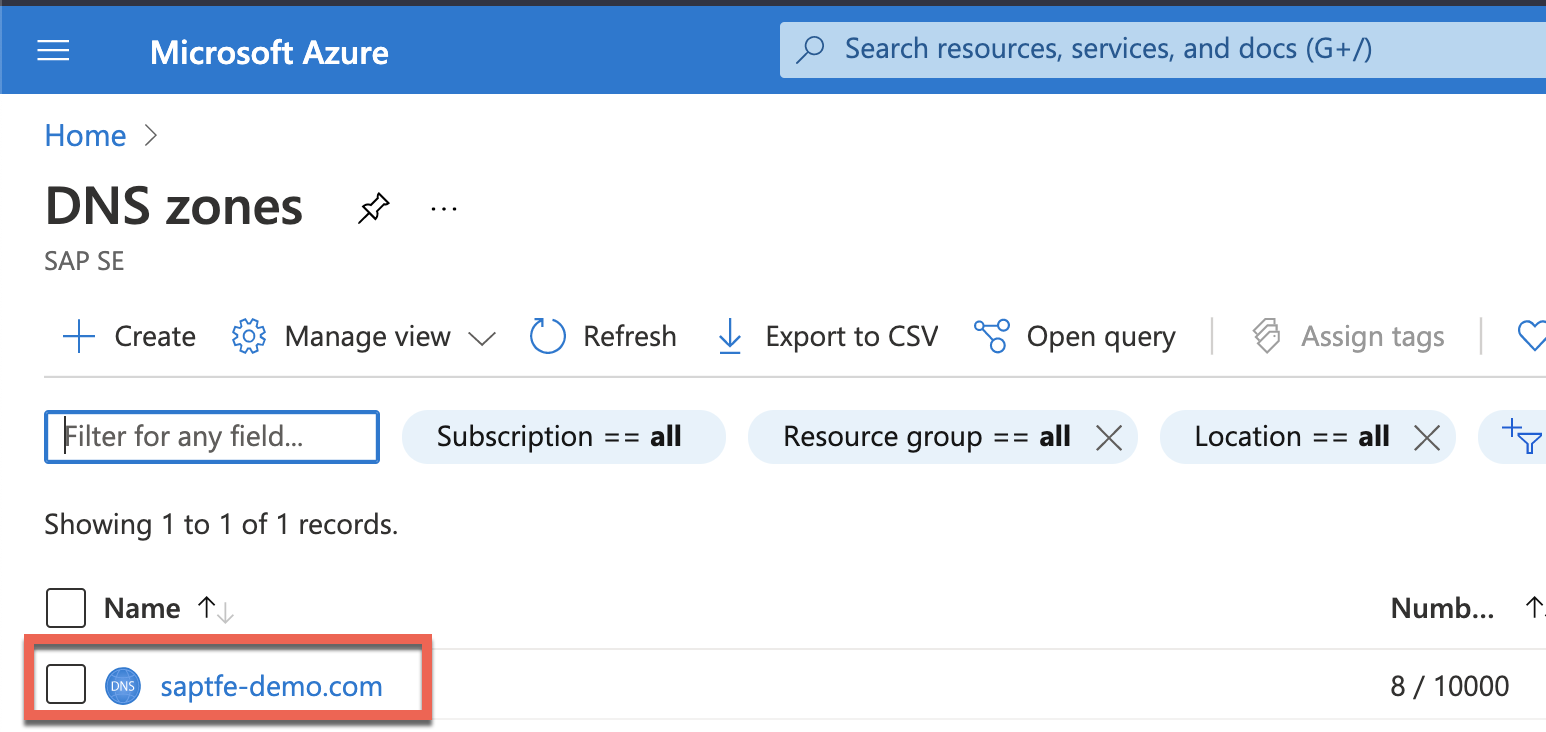 Microsoft Azure
Search resources, services, and docs (G+/)
Home
DNS zones
SAP SE
Create Manage view Refresh Export to CSV Open query Assign tags
Filter for any field... Subscription == all Resource group == all Location == all
Showing 1 to 1 of 1 records.
Name Numb...
DNS saptfe-demo.com 8 / 10000